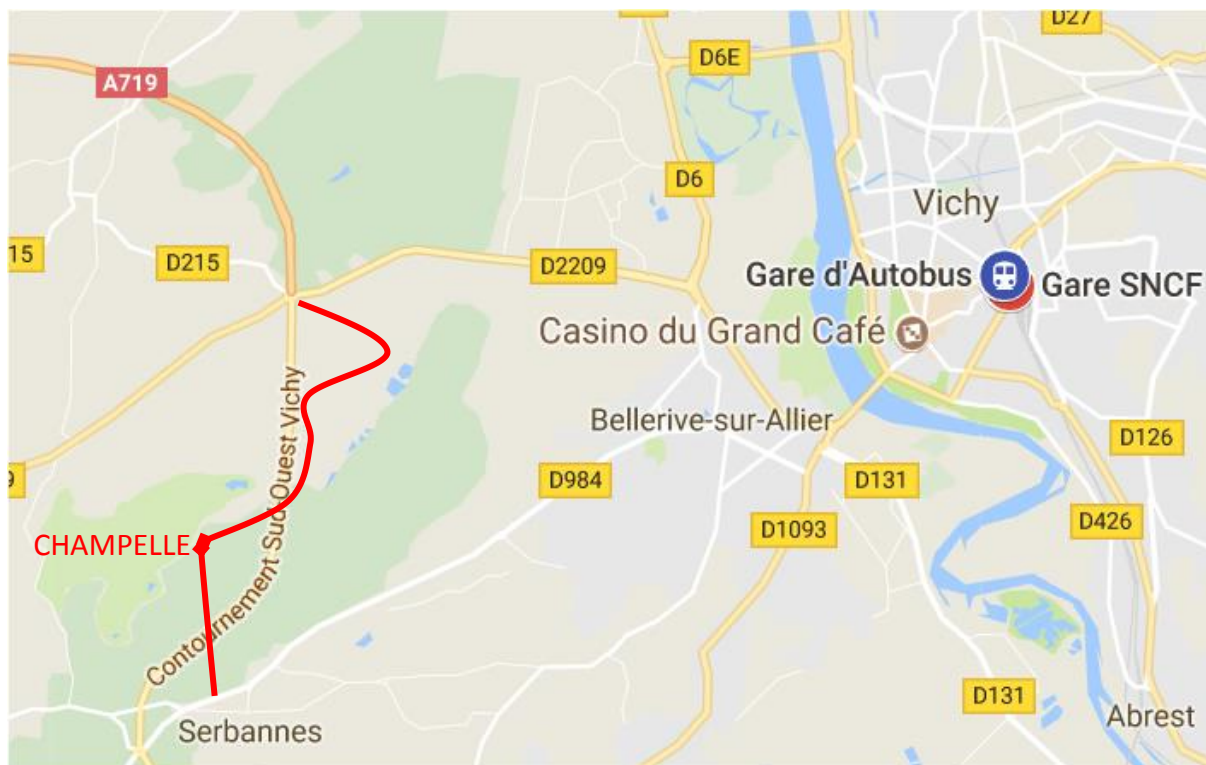 D27
D6E
A719
D6
Vichy
15
D215
D2209
Gare d'Autobus
Gare SNCF
Casino du Grand Café
Contournement Sud-Ouest Vichy
Bellerive-sur-Allier
D126
9
D984
D131
D1093
D426
CHAMPELLE
D131
Abrest
Serbannes